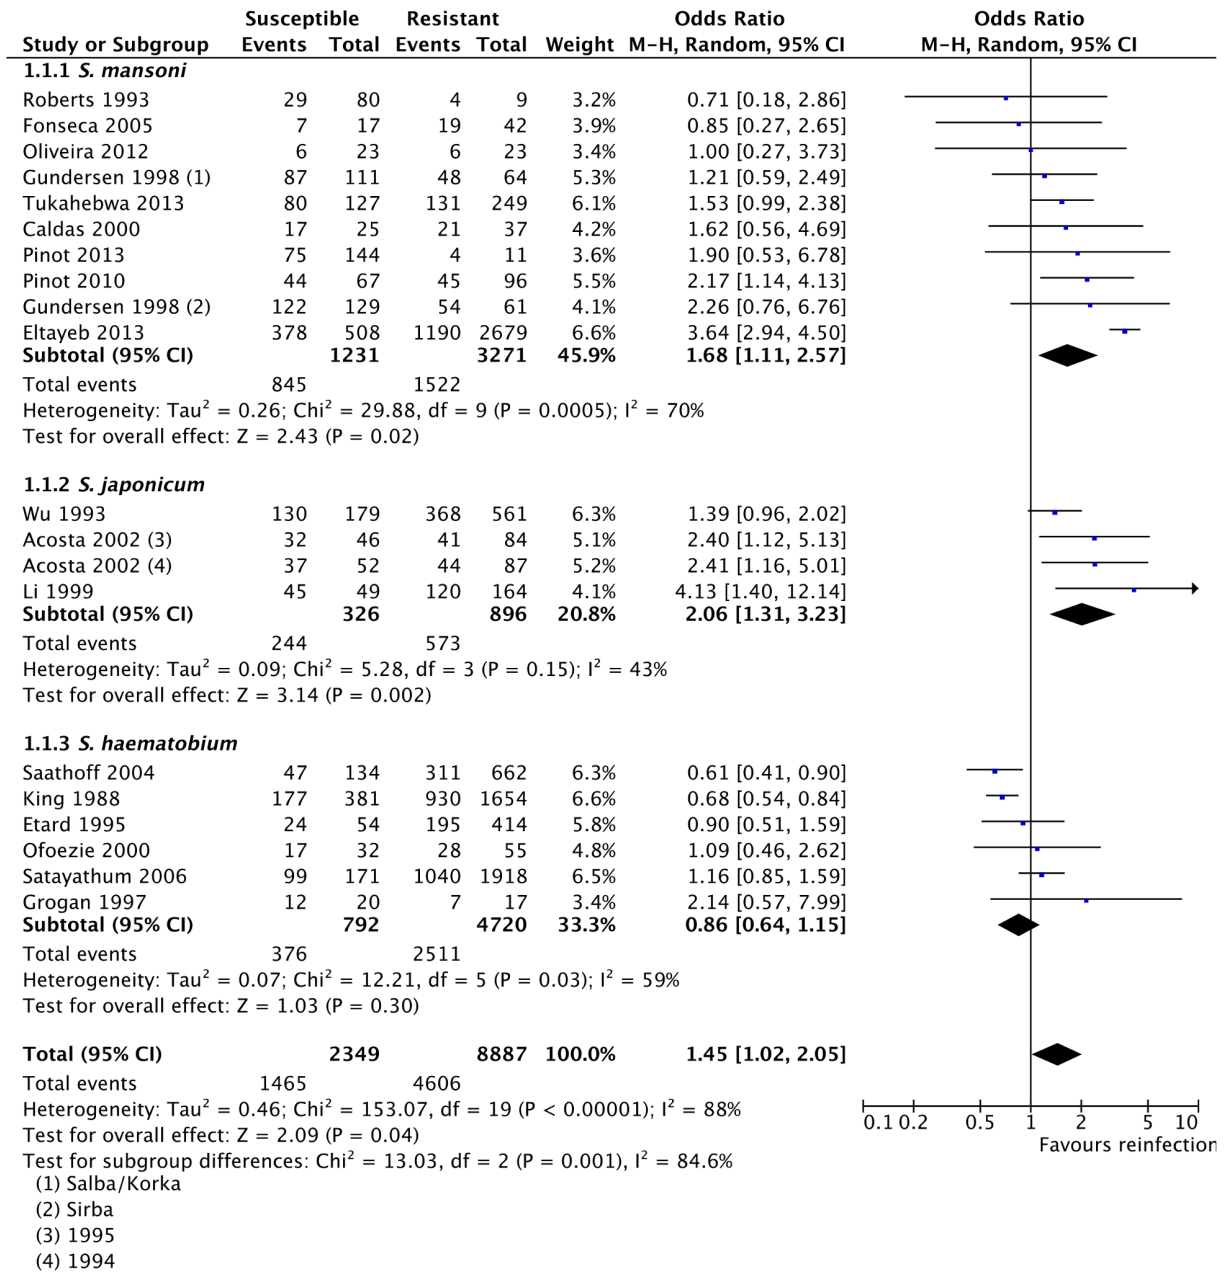 Susceptible Resistant Odds Ratio Odds Ratio
Study or Subgroup Events Total Events Total Weight M-H, Random, 95% CI M-H, Random, 95% CI
1.1.1 S. mansoni
Roberts 1993 29 80 4 9 3.2% 0.71 [0.18, 2.86]
Fonseca 2005 7 17 19 42 3.9% 0.85 [0.27, 2.65]
Oliveira 2012 6 23 6 23 3.4% 1.00 [0.27, 3.73]
Gundersen 1998 (1) 87 111 48 64 5.3% 1.21 [0.59, 2.49]
Tukahebwa 2013 80 127 131 249 6.1% 1.53 [0.99, 2.38]
Caldas 2000 17 25 21 37 4.2% 1.62 [0.56, 4.69]
Pinot 2013 75 144 4 11 3.6% 1.90 [0.53, 6.78]
Pinot 2010 44 67 45 96 5.5% 2.17 [1.14, 4.13]
Gundersen 1998 (2) 122 129 54 61 4.1% 2.26 [0.76, 6.76]
Eltayeb 2013 378 508 1190 2679 6.6% 3.64 [2.94, 4.50]
Subtotal (95% CI) 1231 3271 45.9% 1.68 [1.11, 2.57]
Total events 845 1522
Heterogeneity: Tau² = 0.26; Chi² = 29.88, df = 9 (P = 0.0005); I² = 70%
Test for overall effect: Z = 2.43 (P = 0.02)
1.1.2 S. japonicum
Wu 1993 130 179 368 561 6.3% 1.39 [0.96, 2.02]
Acosta 2002 (3) 32 46 41 84 5.1% 2.40 [1.12, 5.13]
Acosta 2002 (4) 37 52 44 87 5.2% 2.41 [1.16, 5.01]
Li 1999 45 49 120 164 4.1% 4.13 [1.40, 12.14]
Subtotal (95% CI) 326 896 20.8% 2.06 [1.31, 3.23]
Total events 244 573
Heterogeneity: Tau² = 0.09; Chi² = 5.28, df = 3 (P = 0.15); I² = 43%
Test for overall effect: Z = 3.14 (P = 0.002)
1.1.3 S. haematobium
Saathoff 2004 47 134 311 662 6.3% 0.61 [0.41, 0.90]
King 1988 177 381 930 1654 6.6% 0.68 [0.54, 0.84]
Etard 1995 24 54 195 414 5.8% 0.90 [0.51, 1.59]
Ofoezie 2000 17 32 28 55 4.8% 1.09 [0.46, 2.62]
Satayathum 2006 99 171 1040 1918 6.5% 1.16 [0.85, 1.59]
Grogan 1997 12 20 7 17 3.4% 2.14 [0.57, 7.99]
Subtotal (95% CI) 792 4720 33.3% 0.86 [0.64, 1.15]
Total events 376 2511
Heterogeneity: Tau² = 0.07; Chi² = 12.21, df = 5 (P = 0.03); I² = 59%
Test for overall effect: Z = 1.03 (P = 0.30)
Total (95% CI) 2349 8887 100.0% 1.45 [1.02, 2.05]
Total events 1465 4606
Heterogeneity: Tau² = 0.46; Chi² = 153.07, df = 19 (P < 0.00001); I² = 88%
0.1 0.2 0.5 1 2 5 10
Test for overall effect: Z = 2.09 (P = 0.04)
Favours reinfection
Test for subgroup differences: Chi² = 13.03, df = 2 (P = 0.001), I² = 84.6%
(1) Salba/Korka
(2) Sirba
(3) 1995
(4) 1994